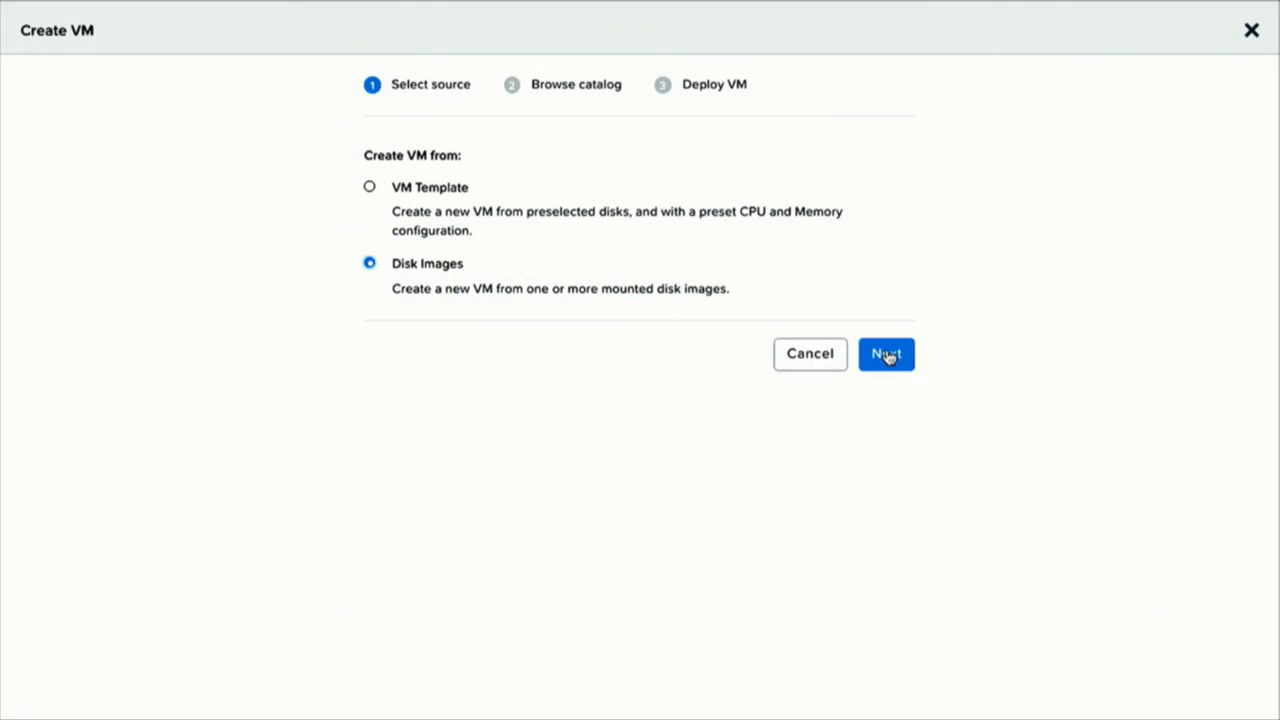 Create VM
1 Select source 2 Browse catalog 3 Deploy VM
Create VM from:
VM Template
Create a new VM from preselected disks, and with a preset CPU and Memory
configuration.
Disk Images
Create a new VM from one or more mounted disk images.
Cancel Next